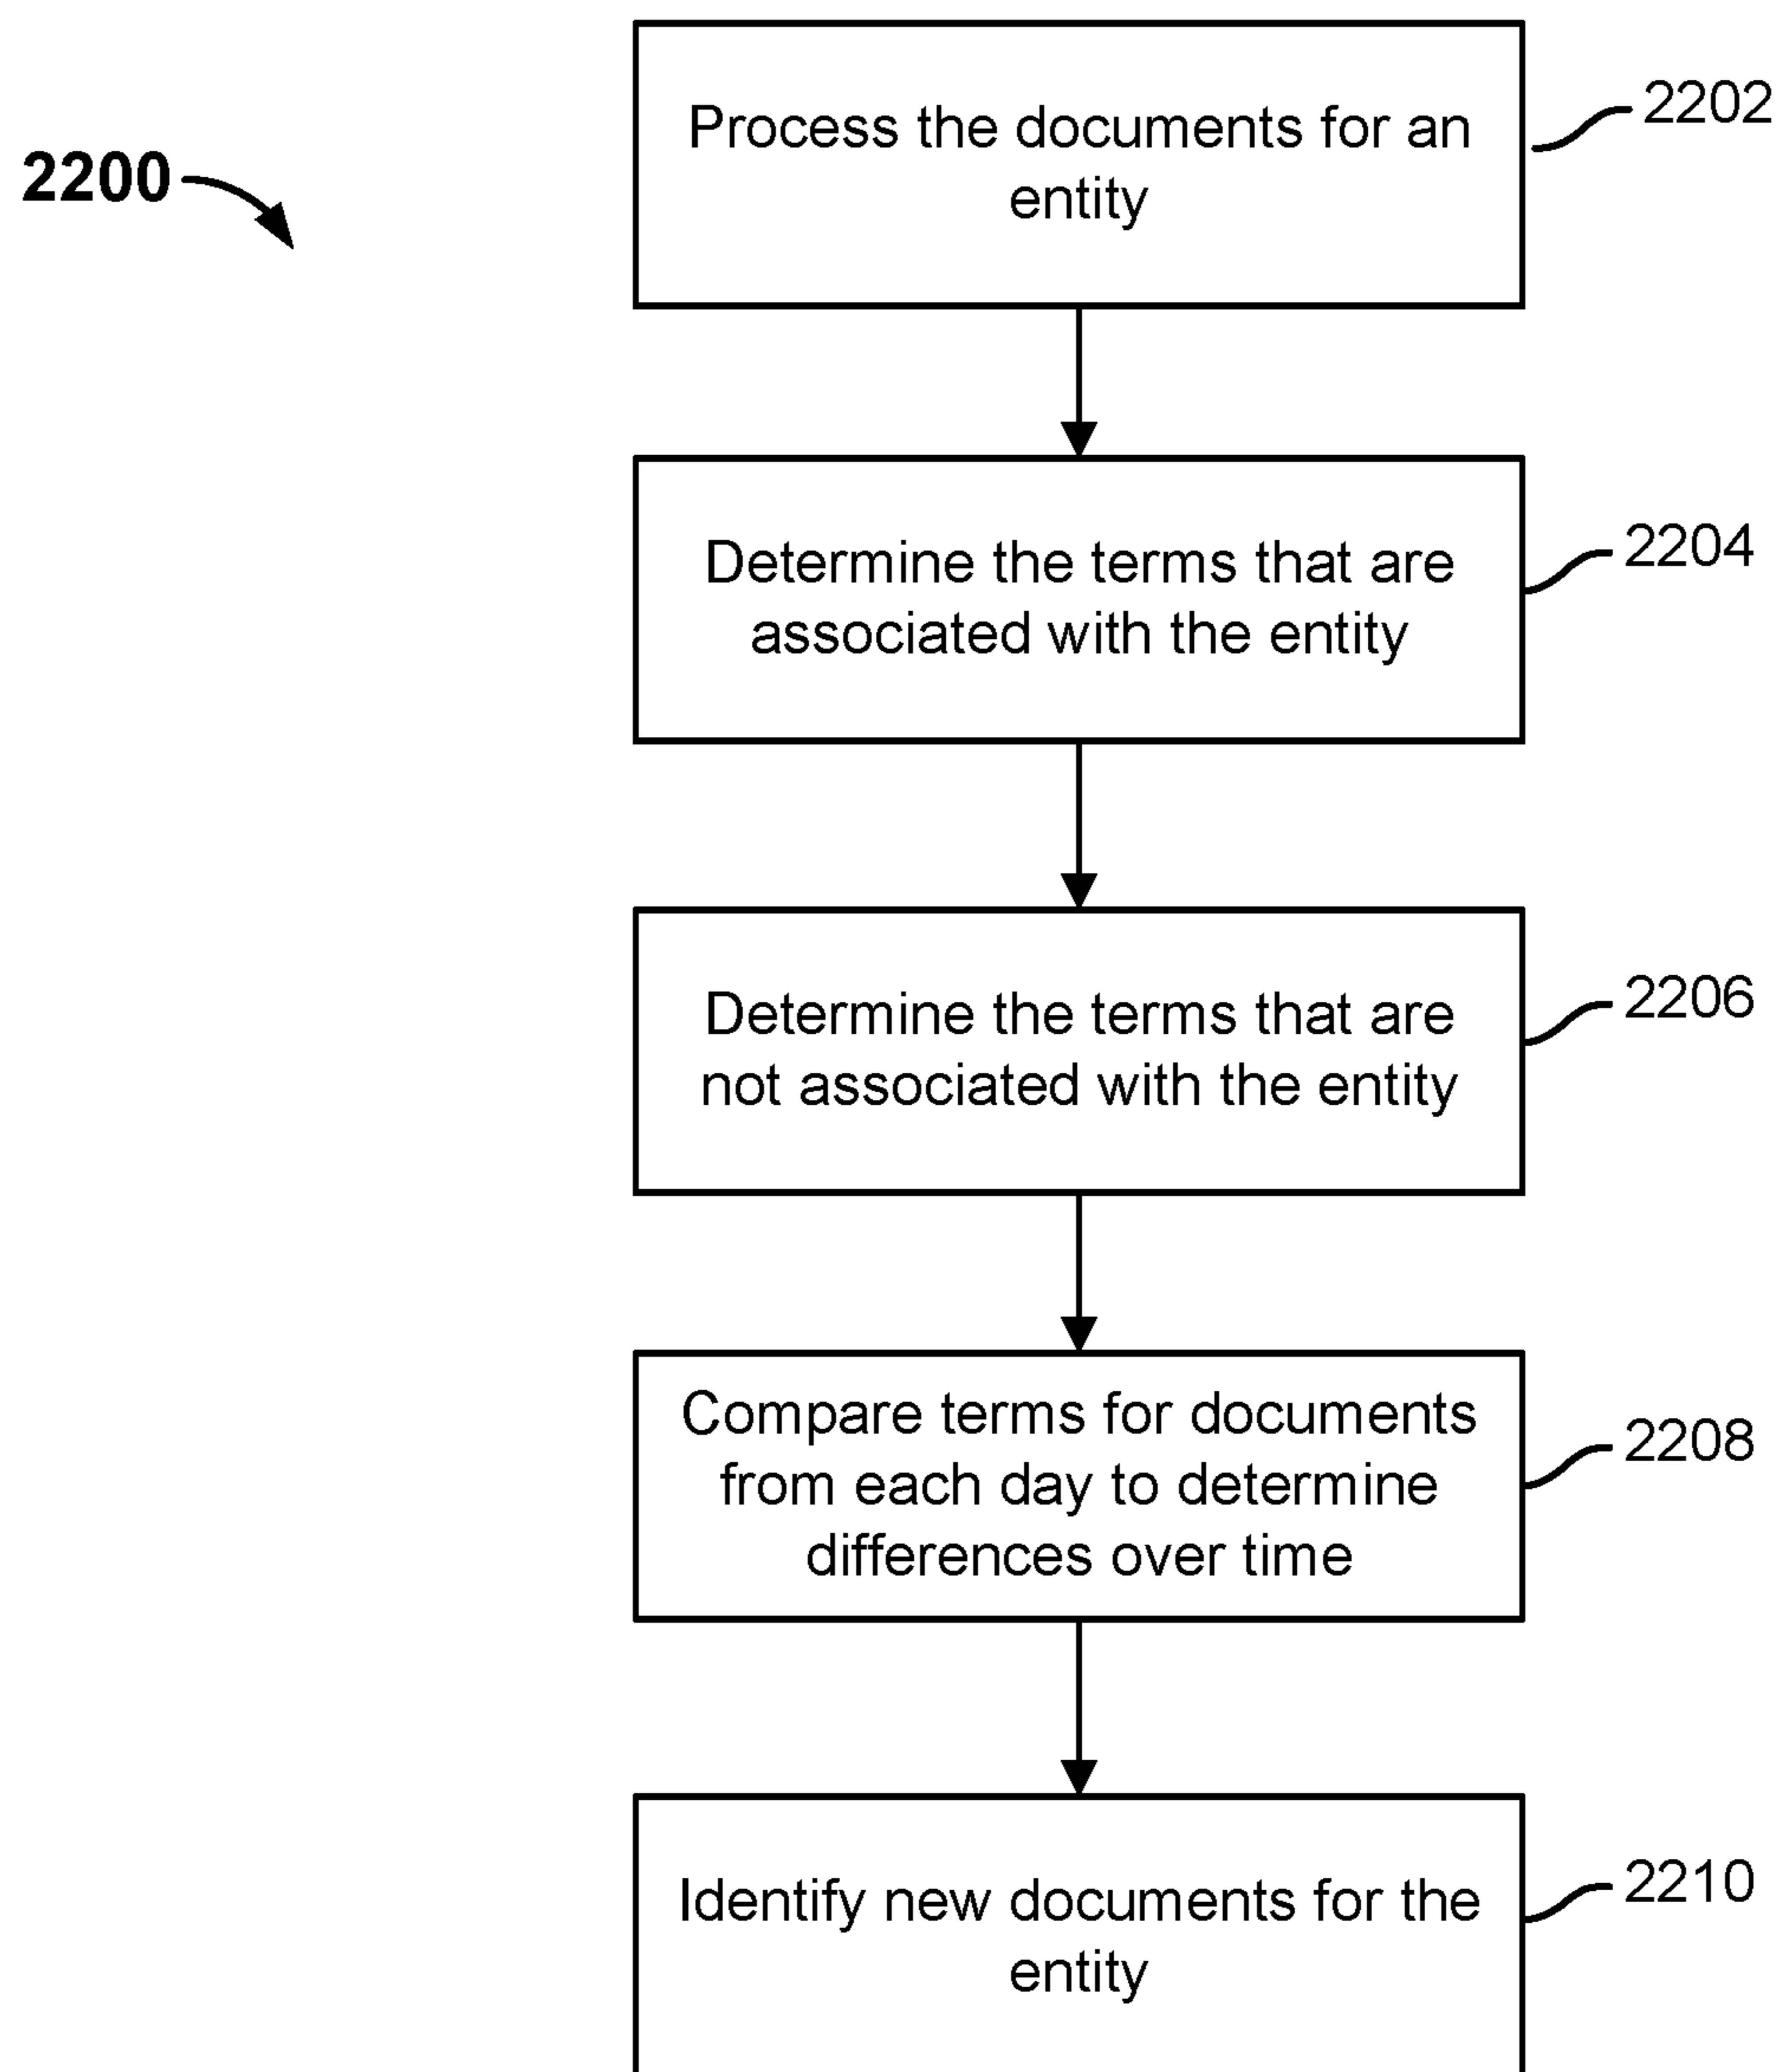 2200
Process the documents for an
entity
2202
Determine the terms that are
associated with the entity
2204
Determine the terms that are
not associated with the entity
2206
Compare terms for documents
from each day to determine
differences over time
2208
Identify new documents for the
entity
2210